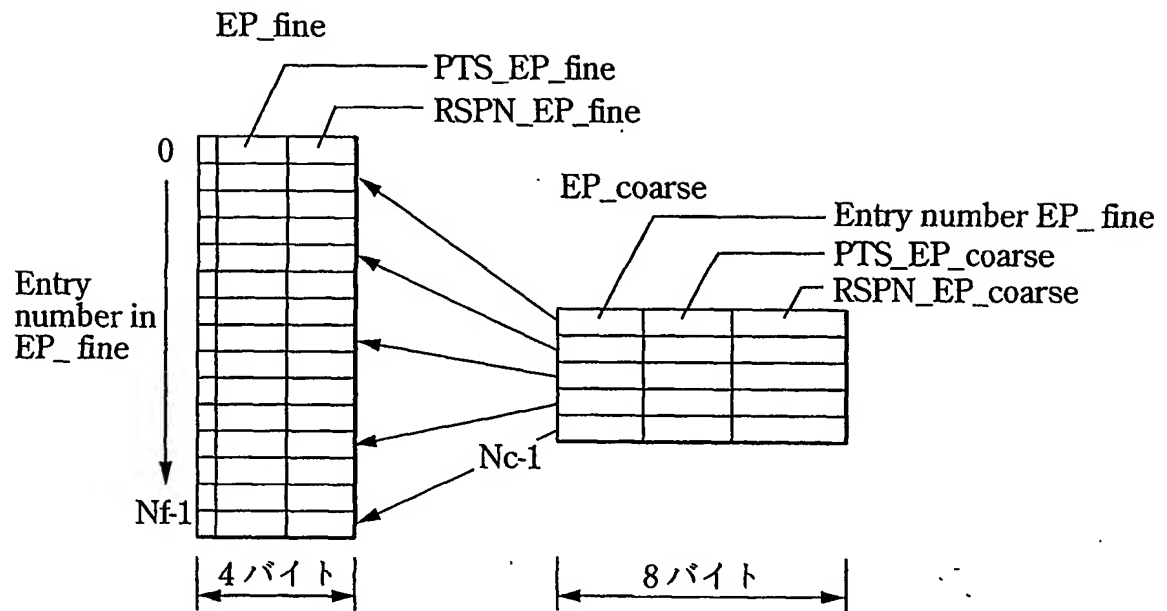 EP_fine
PTS_EP_fine
RSPN_EP_fine
0
EP_coarse
Entry number EP_ fine
PTS_EP_coarse
RSPN_EP_coarse
Entry
number in
EP_ fine
Nc-1
Nf-1
4バイト
8バイト